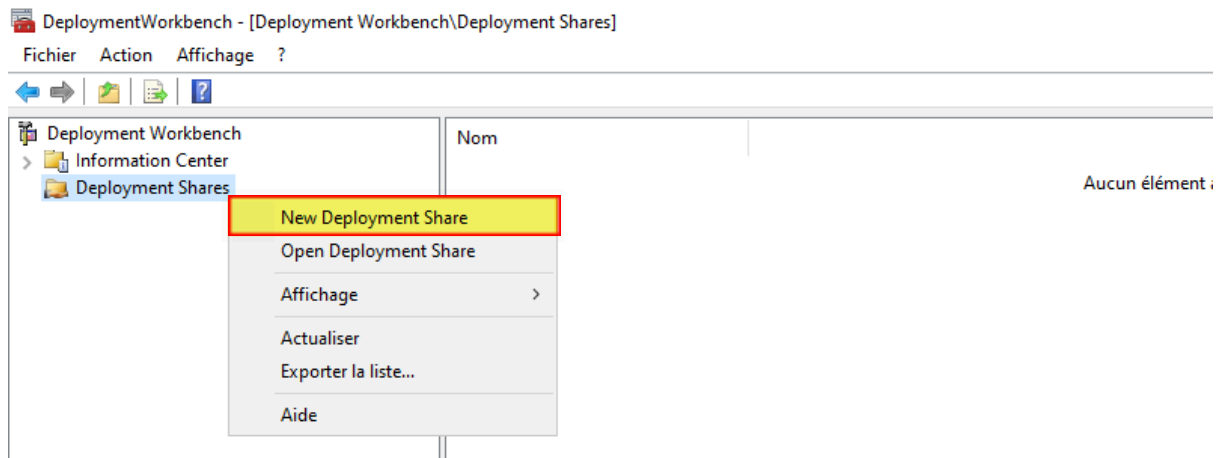 DeploymentWorkbench - [Deployment Workbench\Deployment Shares]
Fichier Action Affichage ?
Deployment Workbench
Information Center
Deployment Shares
Nom
Aucun élément
New Deployment Share
Open Deployment Share
Affichage
Actualiser
Exporter la liste...
Aide